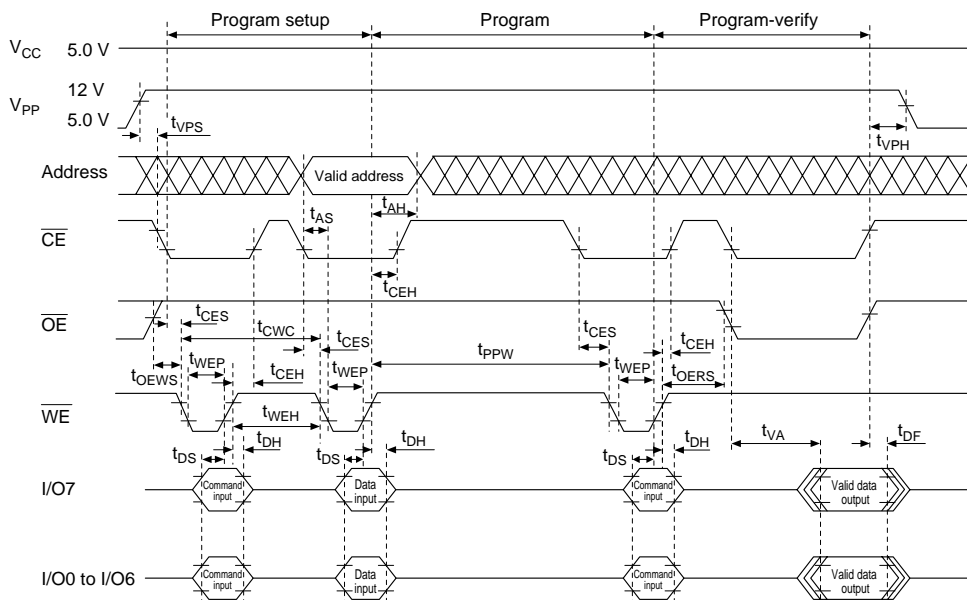 Program setup Program Program-verify
VCC 5.0 V
VPP 12 V
5.0 V
tVPS
tVPH
Address Valid address
tAS tAH
CE
tCEH
OE
tCES tCWC tCES tCES tCEH
tOEWS tWEP tCEH tWEP tPPW tWEP tOERS
WE
tWEH
tDS tDH tDS tDH tDS tDH tVA tDF
I/O7 Command input Data input Command input Valid data output
I/O0 to I/O6 Command input Data input Command input Valid data output